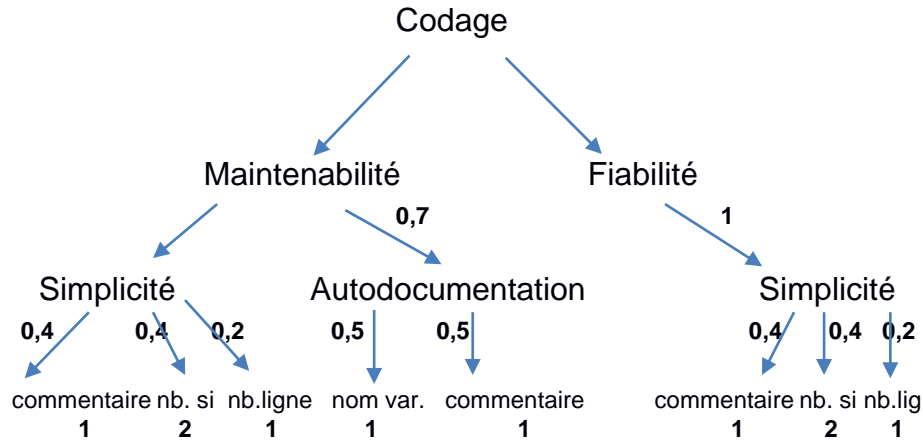 Codage
Maintenabilité Fiabilité
0,7 1
Simplicité Autodocumentation Simplicité
0,4 0,4 0,2 0,5 0,5 0,4 0,4 0,2
commentaire nb. si nb.ligne nom var. commentaire commentaire nb. si nb.lig
1 2 1 1 1 1 2 1